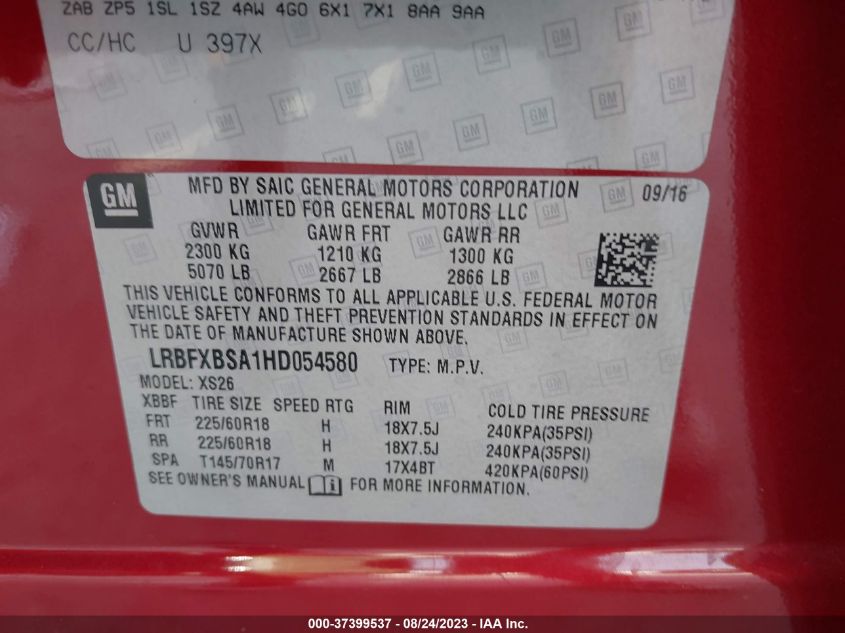 ZAB ZP5 1SL 1SZ 4AW 4G0 6X1 7X1 8AA 9AA
CC/HC U 397X
GM
MFD BY SAIC GENERAL MOTORS CORPORATION 09/16
LIMITED FOR GENERAL MOTORS LLC
GVWR GAWR FRT GAWR RR
2300 KG 1210 KG 1300 KG
5070 LB 2667 LB 2866 LB
THIS VEHICLE CONFORMS TO ALL APPLICABLE U.S. FEDERAL MOTOR
VEHICLE SAFETY AND THEFT PREVENTION STANDARDS IN EFFECT ON
THE DATE OF MANUFACTURE SHOWN ABOVE.
LRBFXBSA1HD054580 TYPE: M.P.V.
MODEL: XS26
XBBF TIRE SIZE SPEED RTG RIM COLD TIRE PRESSURE
FRT 225/60R18 H 18X7.5J 240KPA(35PSI)
RR 225/60R18 H 18X7.5J 240KPA(35PSI)
SPA T145/70R17 M 17X4BT 420KPA(60PSI)
SEE OWNER'S MANUAL FOR MORE INFORMATION.
000-37399537 - 08/24/2023 - IAA Inc.